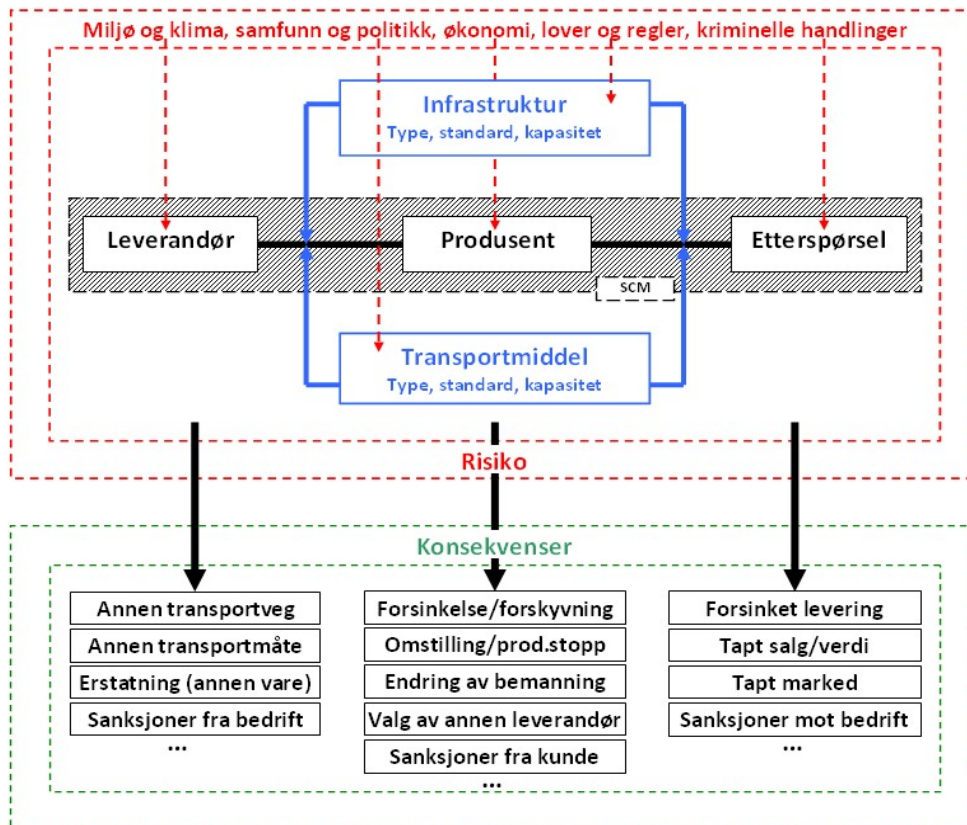 Miljø og klima, samfunn og politikk, økonomi, lover og regler, kriminelle handlinger
Infrastruktur
Type, standard, kapasitet
Leverandør
Produsent
Etterspørsel
SCM
Transportmiddel
Type, standard, kapasitet
Risiko
Konsekvenser
Annen transportveg
Annen transportmåte
Erstatning (annen vare)
Sanksjoner fra bedrift
...
Forsinkelse/forskyvning
Omstilling/prod.stopp
Endring av bemanning
Valg av annen leverandør
Sanksjoner fra kunde
...
Forsinket levering
Tapt salg/verdi
Tapt marked
Sanksjoner mot bedrift
...